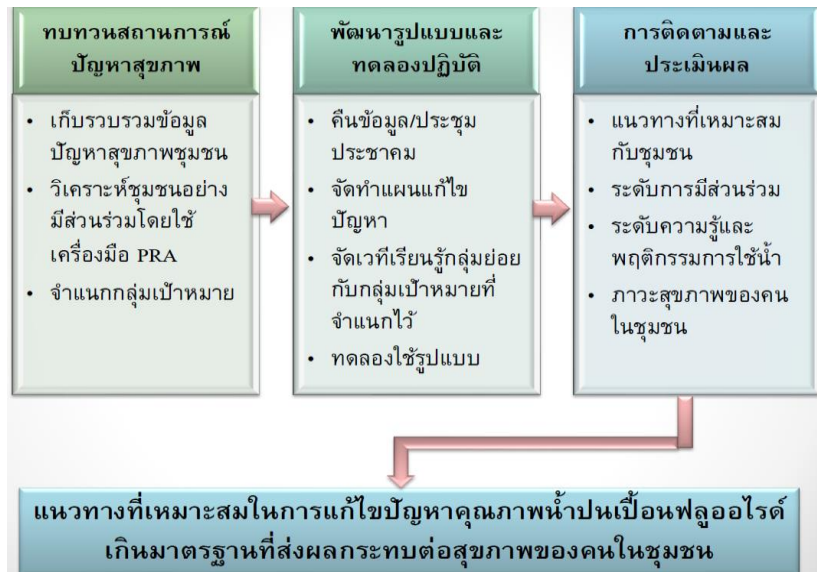 ทบทวนสถานการณ์
ปัญหาสุขภาพ
• เก็บรวบรวมข้อมูล
ปัญหาสุขภาพชุมชน
• วิเคราะห์ชุมชนอย่าง
มีส่วนร่วมโดยใช้
เครื่องมือ PRA
• จำแนกกลุ่มเป้าหมาย
พัฒนารูปแบบและ
ทดลองปฏิบัติ
• คืนข้อมูล/ประชุม
ประชาคม
• จัดทำแผนแก้ไข
ปัญหา
• จัดเวทีเรียนรู้กลุ่มย่อย
กับกลุ่มเป้าหมายที่
จำแนกไว้
• ทดลองใช้รูปแบบ
การติดตามและ
ประเมินผล
• แนวทางที่เหมาะสม
กับชุมชน
• ระดับการมีส่วนร่วม
• ระดับความรู้และ
พฤติกรรมการใช้น้ำ
• ภาวะสุขภาพของคน
ในชุมชน
แนวทางที่เหมาะสมในการแก้ไขปัญหาคุณภาพน้ำปนเปื้อนฟลูออไรด์
เกินมาตรฐานที่ส่งผลกระทบต่อสุขภาพของคนในชุมชน